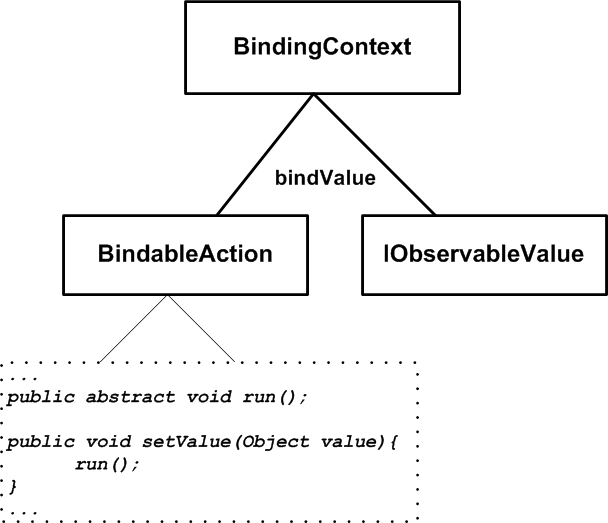 BindingContext
bindValue
BindableAction
IObservableValue
...
public abstract void run();
public void setValue(Object value){
run();
}
...